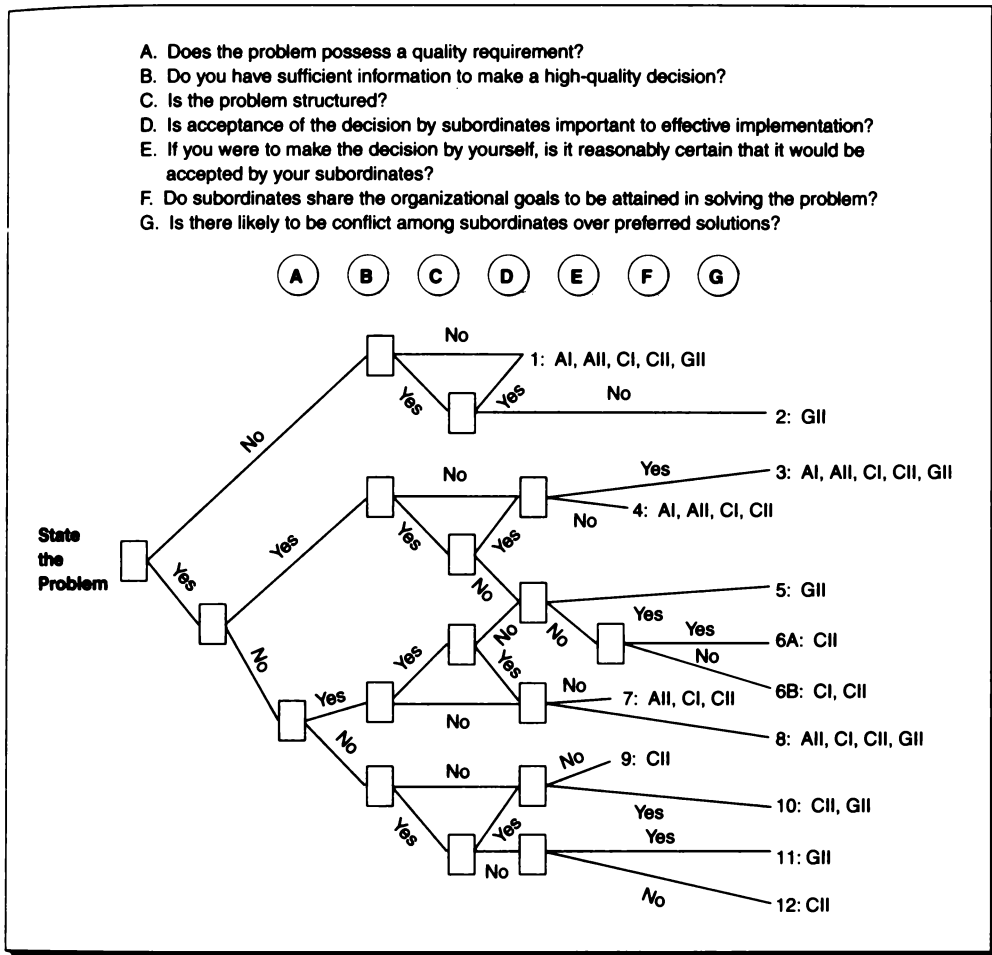 A. Does the problem possess a quality requirement?
B. Do you have sufficient information to make a high-quality decision?
C. Is the problem structured?
D. Is acceptance of the decision by subordinates important to effective implementation?
E. If you were to make the decision by yourself, is it reasonably certain that it would be
accepted by your subordinates?
F. Do subordinates share the organizational goals to be attained in solving the problem?
G. Is there likely to be conflict among subordinates over preferred solutions?
A B C D E F G
No
1: AI, AII, CI, CII, GII
Yes
Yes
No
2: GII
No
No
Yes
3: AI, AII, CI, CII, GII
4: AI, AII, CI, CII
No
Yes
Yes
Yes
State
the
Problem
Yes
No
5: GII
Yes
No
No
Yes
6A: CII
No
6B: CI, CII
No
Yes
Yes
Yes
No
7: AII, CI, CII
No
8: AII, CI, CII, GII
No
No
No
9: CII
10: CII, GII
Yes
Yes
Yes
Yes
11: GII
No
No
12: CII